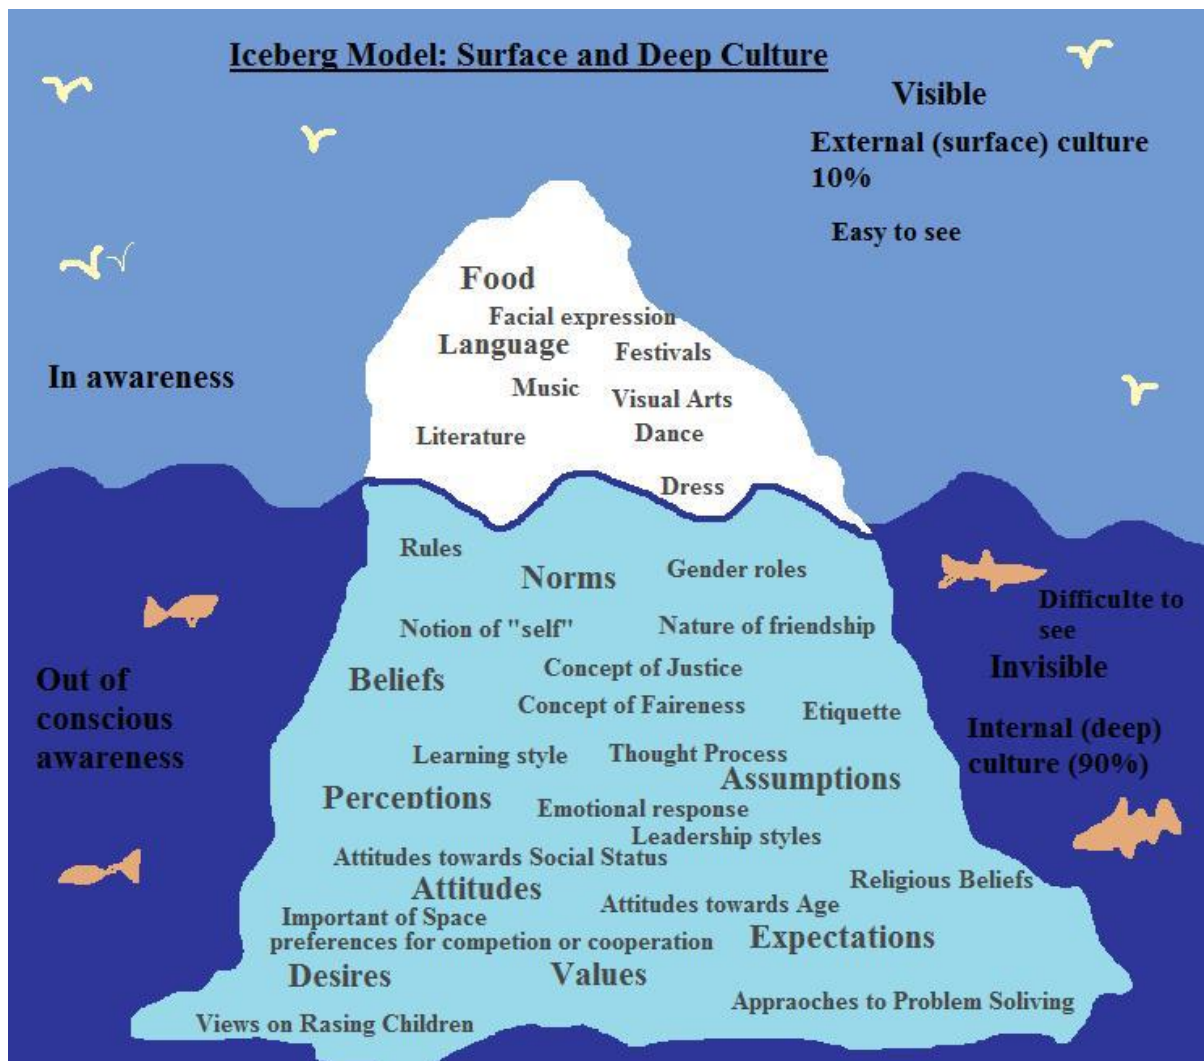 Iceberg Model: Surface and Deep Culture
Visible
External (surface) culture
10%
Easy to see
In awareness
Food
Facial expression
Language
Festivals
Music
Visual Arts
Literature
Dance
Dress
Rules
Norms
Gender roles
Difficulte to
see
Notion of "self"
Nature of friendship
Invisible
Out of
conscious
awareness
Beliefs
Concept of Justice
Concept of Faireness
Etiquette
Internal (deep)
culture (90%)
Learning style
Thought Process
Assumptions
Perceptions
Emotional response
Leadership styles
Attitudes towards Social Status
Attitudes
Religious Beliefs
Important of Space
Attitudes towards Age
preferences for competion or cooperation
Expectations
Desires
Values
Appraoches to Problem Soliving
Views on Rasing Children